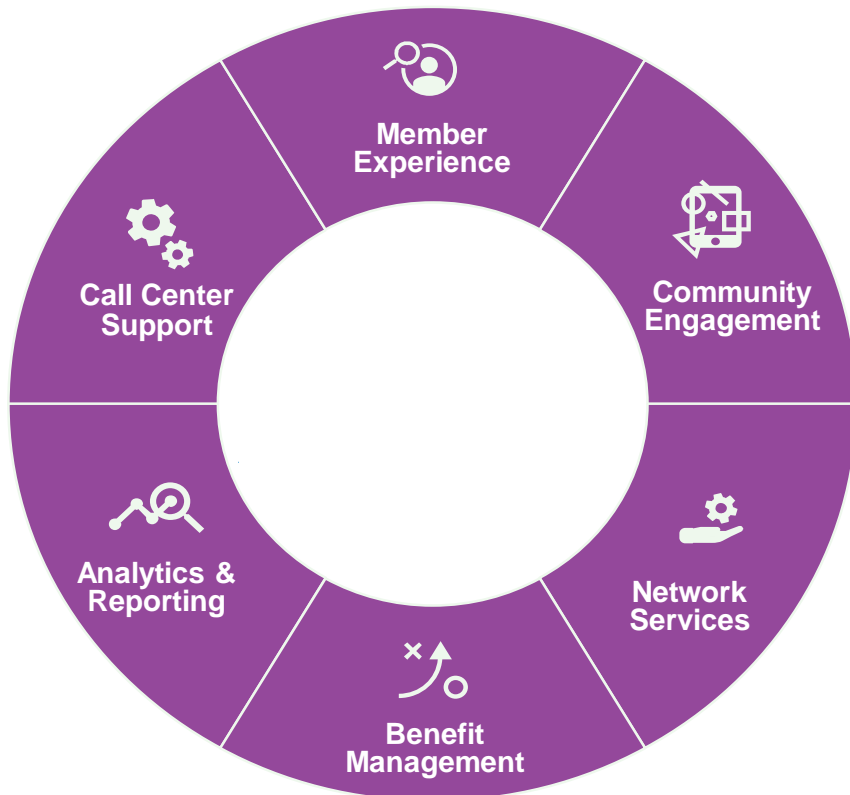 Member
Experience
Community
Engagement
Network
Services
Benefit
Management
Analytics &
Reporting
Call Center
Support